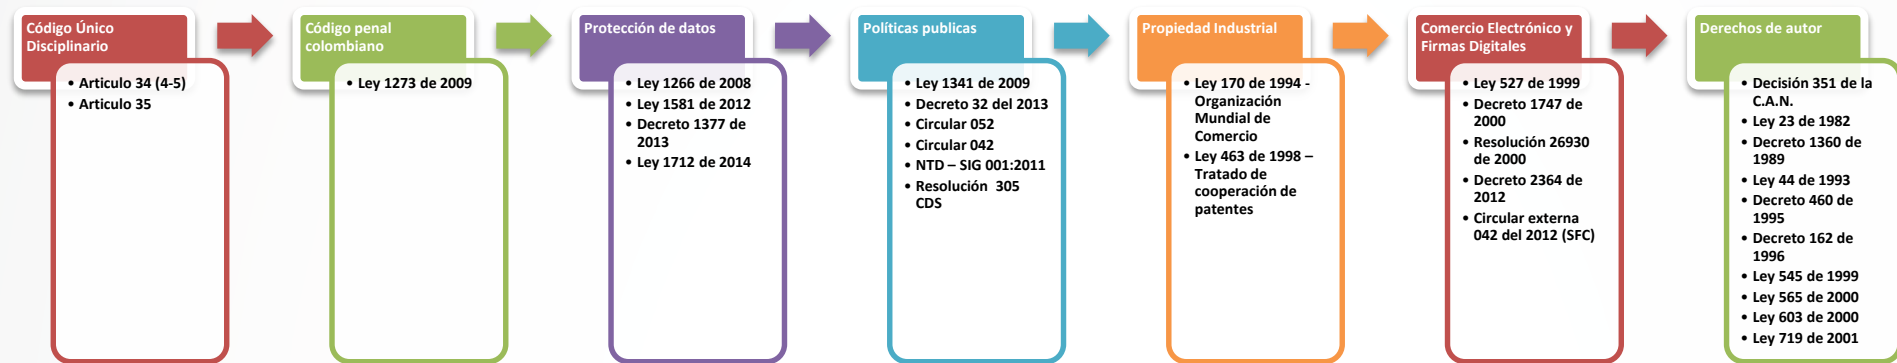 Código Único
Disciplinario
• Articulo 34 (4-5)
• Articulo 35
Código penal
colombiano
• Ley 1273 de 2009
Protección de datos
• Ley 1266 de 2008
• Ley 1581 de 2012
• Decreto 1377 de
2013
• Ley 1712 de 2014
Políticas publicas
• Ley 1341 de 2009
• Decreto 32 del 2013
• Circular 052
• Circular 042
• NTD – SIG 001:2011
• Resolución 305
CDS
Propiedad Industrial
• Ley 170 de 1994 -
Organización
Mundial de
Comercio
• Ley 463 de 1998 –
Tratado de
cooperación de
patentes
Comercio Electrónico y
Firmas Digitales
• Ley 527 de 1999
• Decreto 1747 de
2000
• Resolución 26930
de 2000
• Decreto 2364 de
2012
• Circular externa
042 del 2012 (SFC)
Derechos de autor
• Decisión 351 de la
C.A.N.
• Ley 23 de 1982
• Decreto 1360 de
1989
• Ley 44 de 1993
• Decreto 460 de
1995
• Decreto 162 de
1996
• Ley 545 de 1999
• Ley 565 de 2000
• Ley 603 de 2000
• Ley 719 de 2001